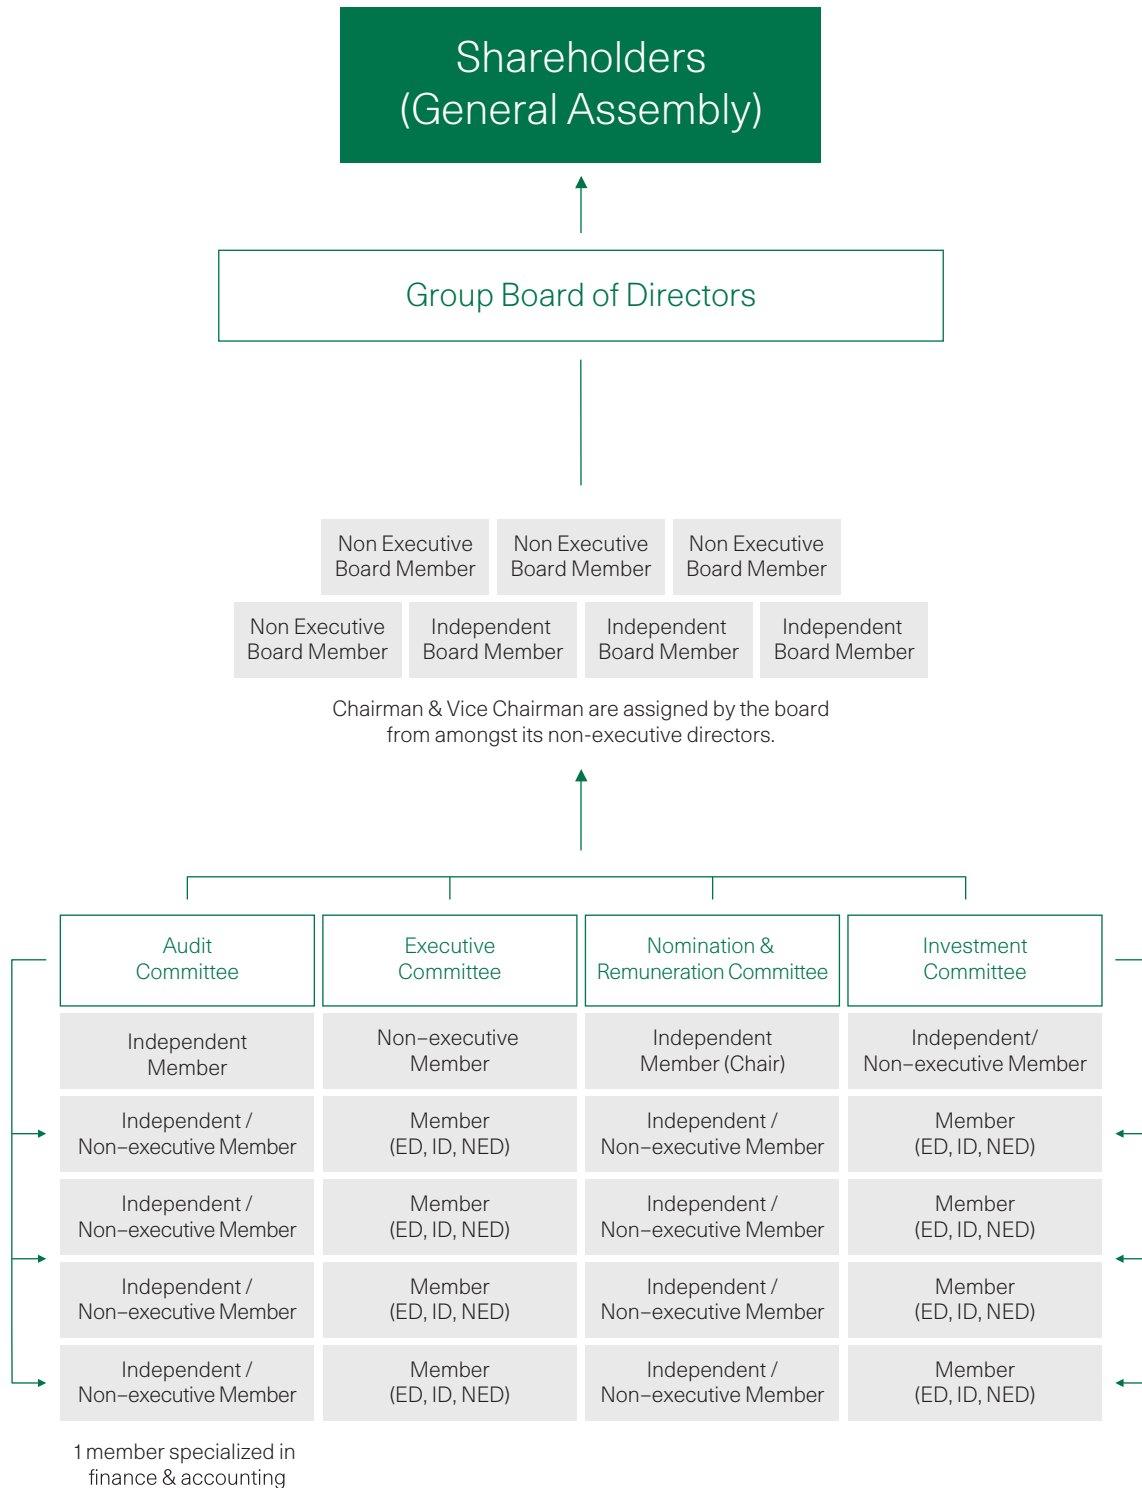 Shareholders
(General Assembly)
Group Board of Directors
Non Executive
Board Member
Non Executive
Board Member
Non Executive
Board Member
Non Executive
Board Member
Independent
Board Member
Independent
Board Member
Independent
Board Member
Chairman & Vice Chairman are assigned by the board
from amongst its non-executive directors.
Audit
Committee
Executive
Committee
Nomination &
Remuneration Committee
Investment
Committee
Independent
Member
Non–executive
Member
Independent
Member (Chair)
Independent/
Non–executive Member
Independent /
Non–executive Member
Member
(ED, ID, NED)
Independent /
Non–executive Member
Member
(ED, ID, NED)
Independent /
Non–executive Member
Member
(ED, ID, NED)
Independent /
Non–executive Member
Member
(ED, ID, NED)
Independent /
Non–executive Member
Member
(ED, ID, NED)
Independent /
Non–executive Member
Member
(ED, ID, NED)
Independent /
Non–executive Member
Member
(ED, ID, NED)
Independent /
Non–executive Member
Member
(ED, ID, NED)
1 member specialized in
finance & accounting